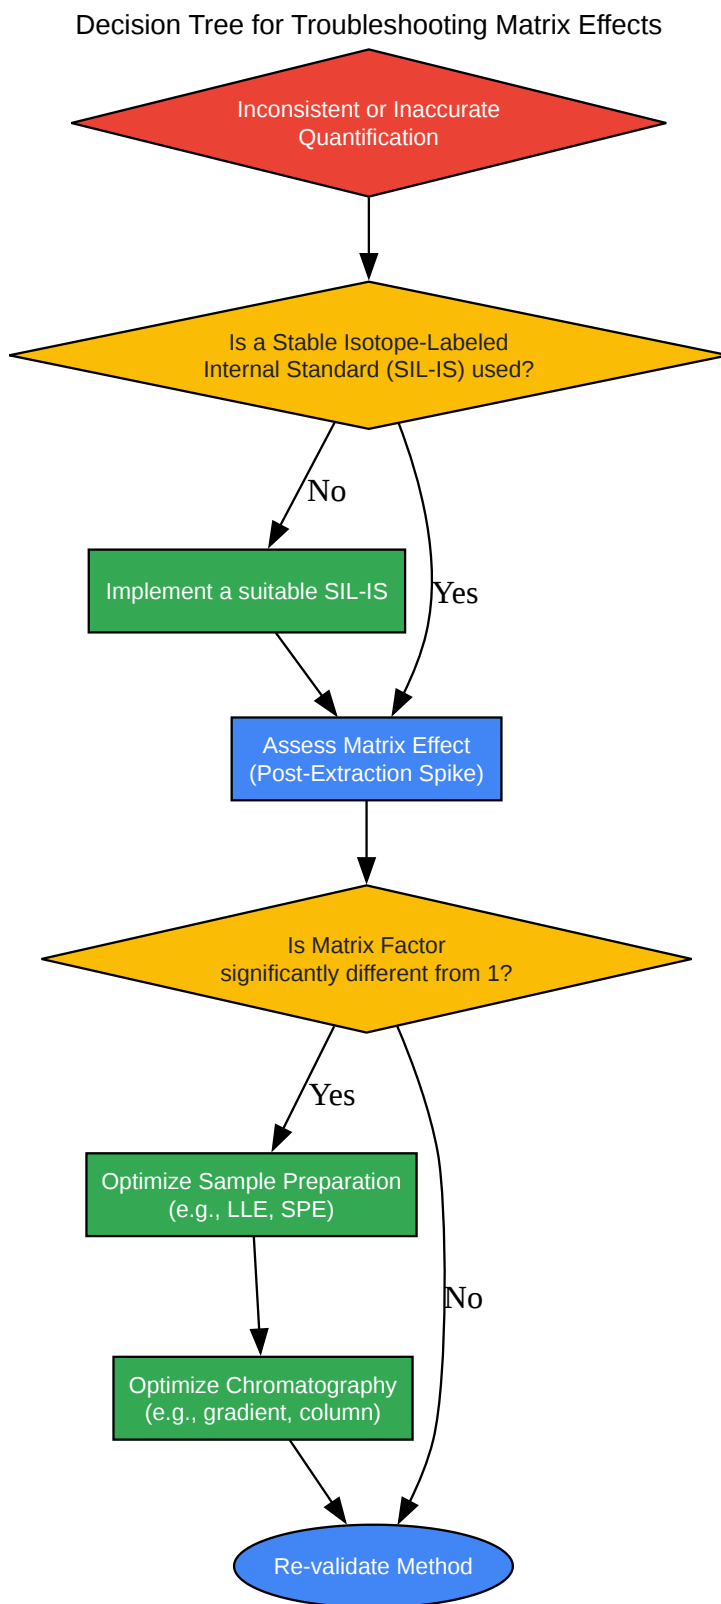 Decision Tree for Troubleshooting Matrix Effects
Inconsistent or Inaccurate
Quantification
Is a Stable Isotope-Labeled
Internal Standard (SIL-IS) used?
No
Implement a suitable SIL-IS
Yes
Assess Matrix Effect
(Post-Extraction Spike)
Is Matrix Factor
significantly different from 1?
Yes
Optimize Sample Preparation
(e.g., LLE, SPE)
No
Optimize Chromatography
(e.g., gradient, column)
Re-validate Method